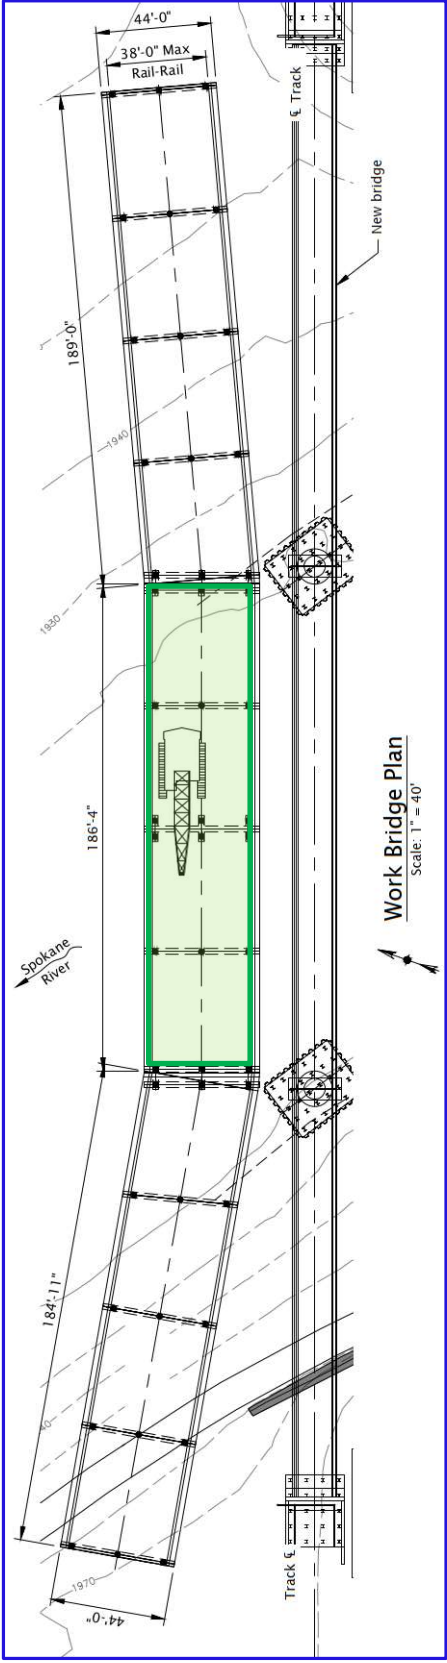 44'-0"
38'-0" Max
Rail-Rail
℄ Track
New bridge
189'-0"
1940
1930
186'-4"
Spokane
River
Work Bridge Plan
Scale: 1" = 40'
184'-11"
1970
44'-0"
Track ℄